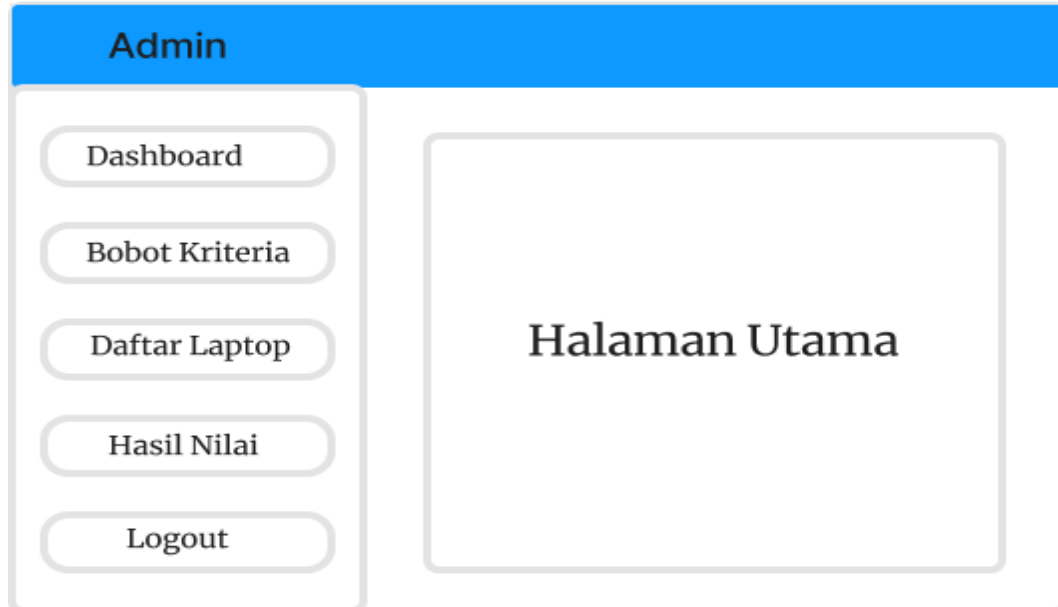 Admin
Dashboard
Bobot Kriteria
Daftar Laptop
Hasil Nilai
Logout
Halaman Utama